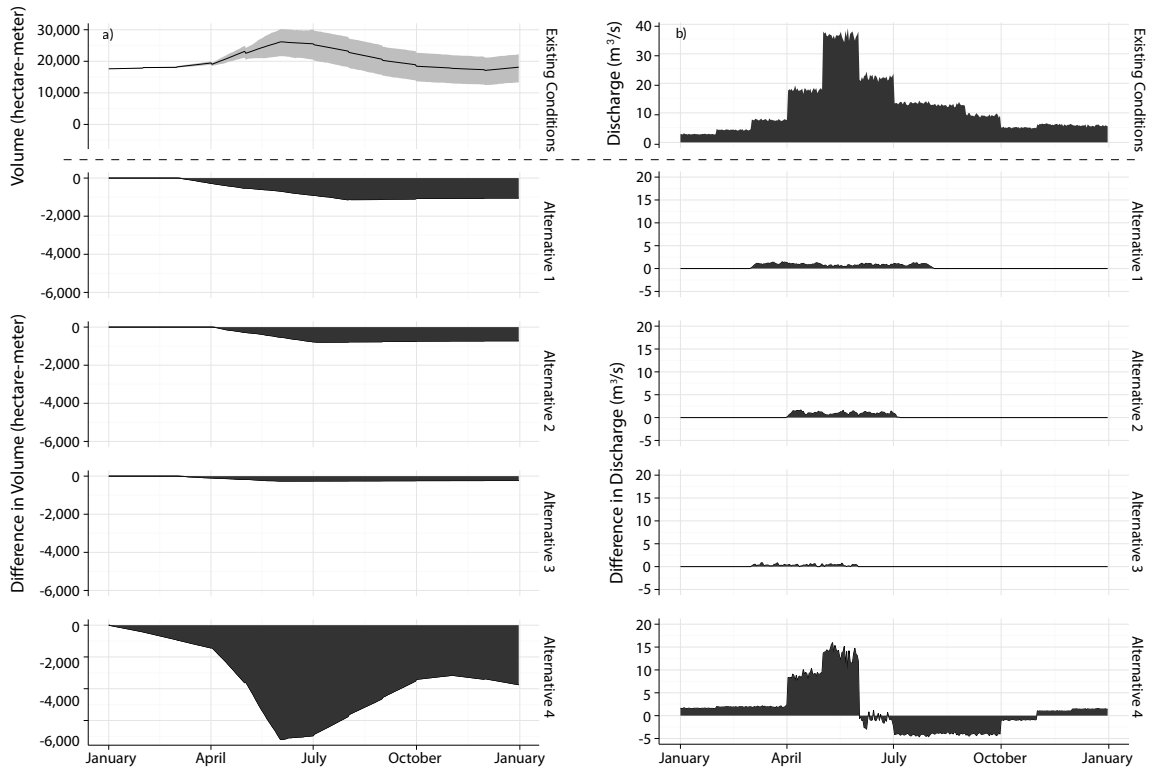 Volume (hectare-meter)
30,000
20,000
10,000
0
a)
Existing Conditions
Difference in Volume (hectare-meter)
0
-2,000
-4,000
-6,000
Alternative 1
0
-2,000
-4,000
-6,000
Alternative 2
0
-2,000
-4,000
-6,000
Alternative 3
0
-2,000
-4,000
-6,000
Alternative 4
January April July October January
Discharge (m³/s)
40
30
20
10
0
b)
Existing Conditions
Difference in Discharge (m³/s)
20
15
10
5
0
-5
Alternative 1
20
15
10
5
0
-5
Alternative 2
20
15
10
5
0
-5
Alternative 3
20
15
10
5
0
-5
Alternative 4
January April July October January